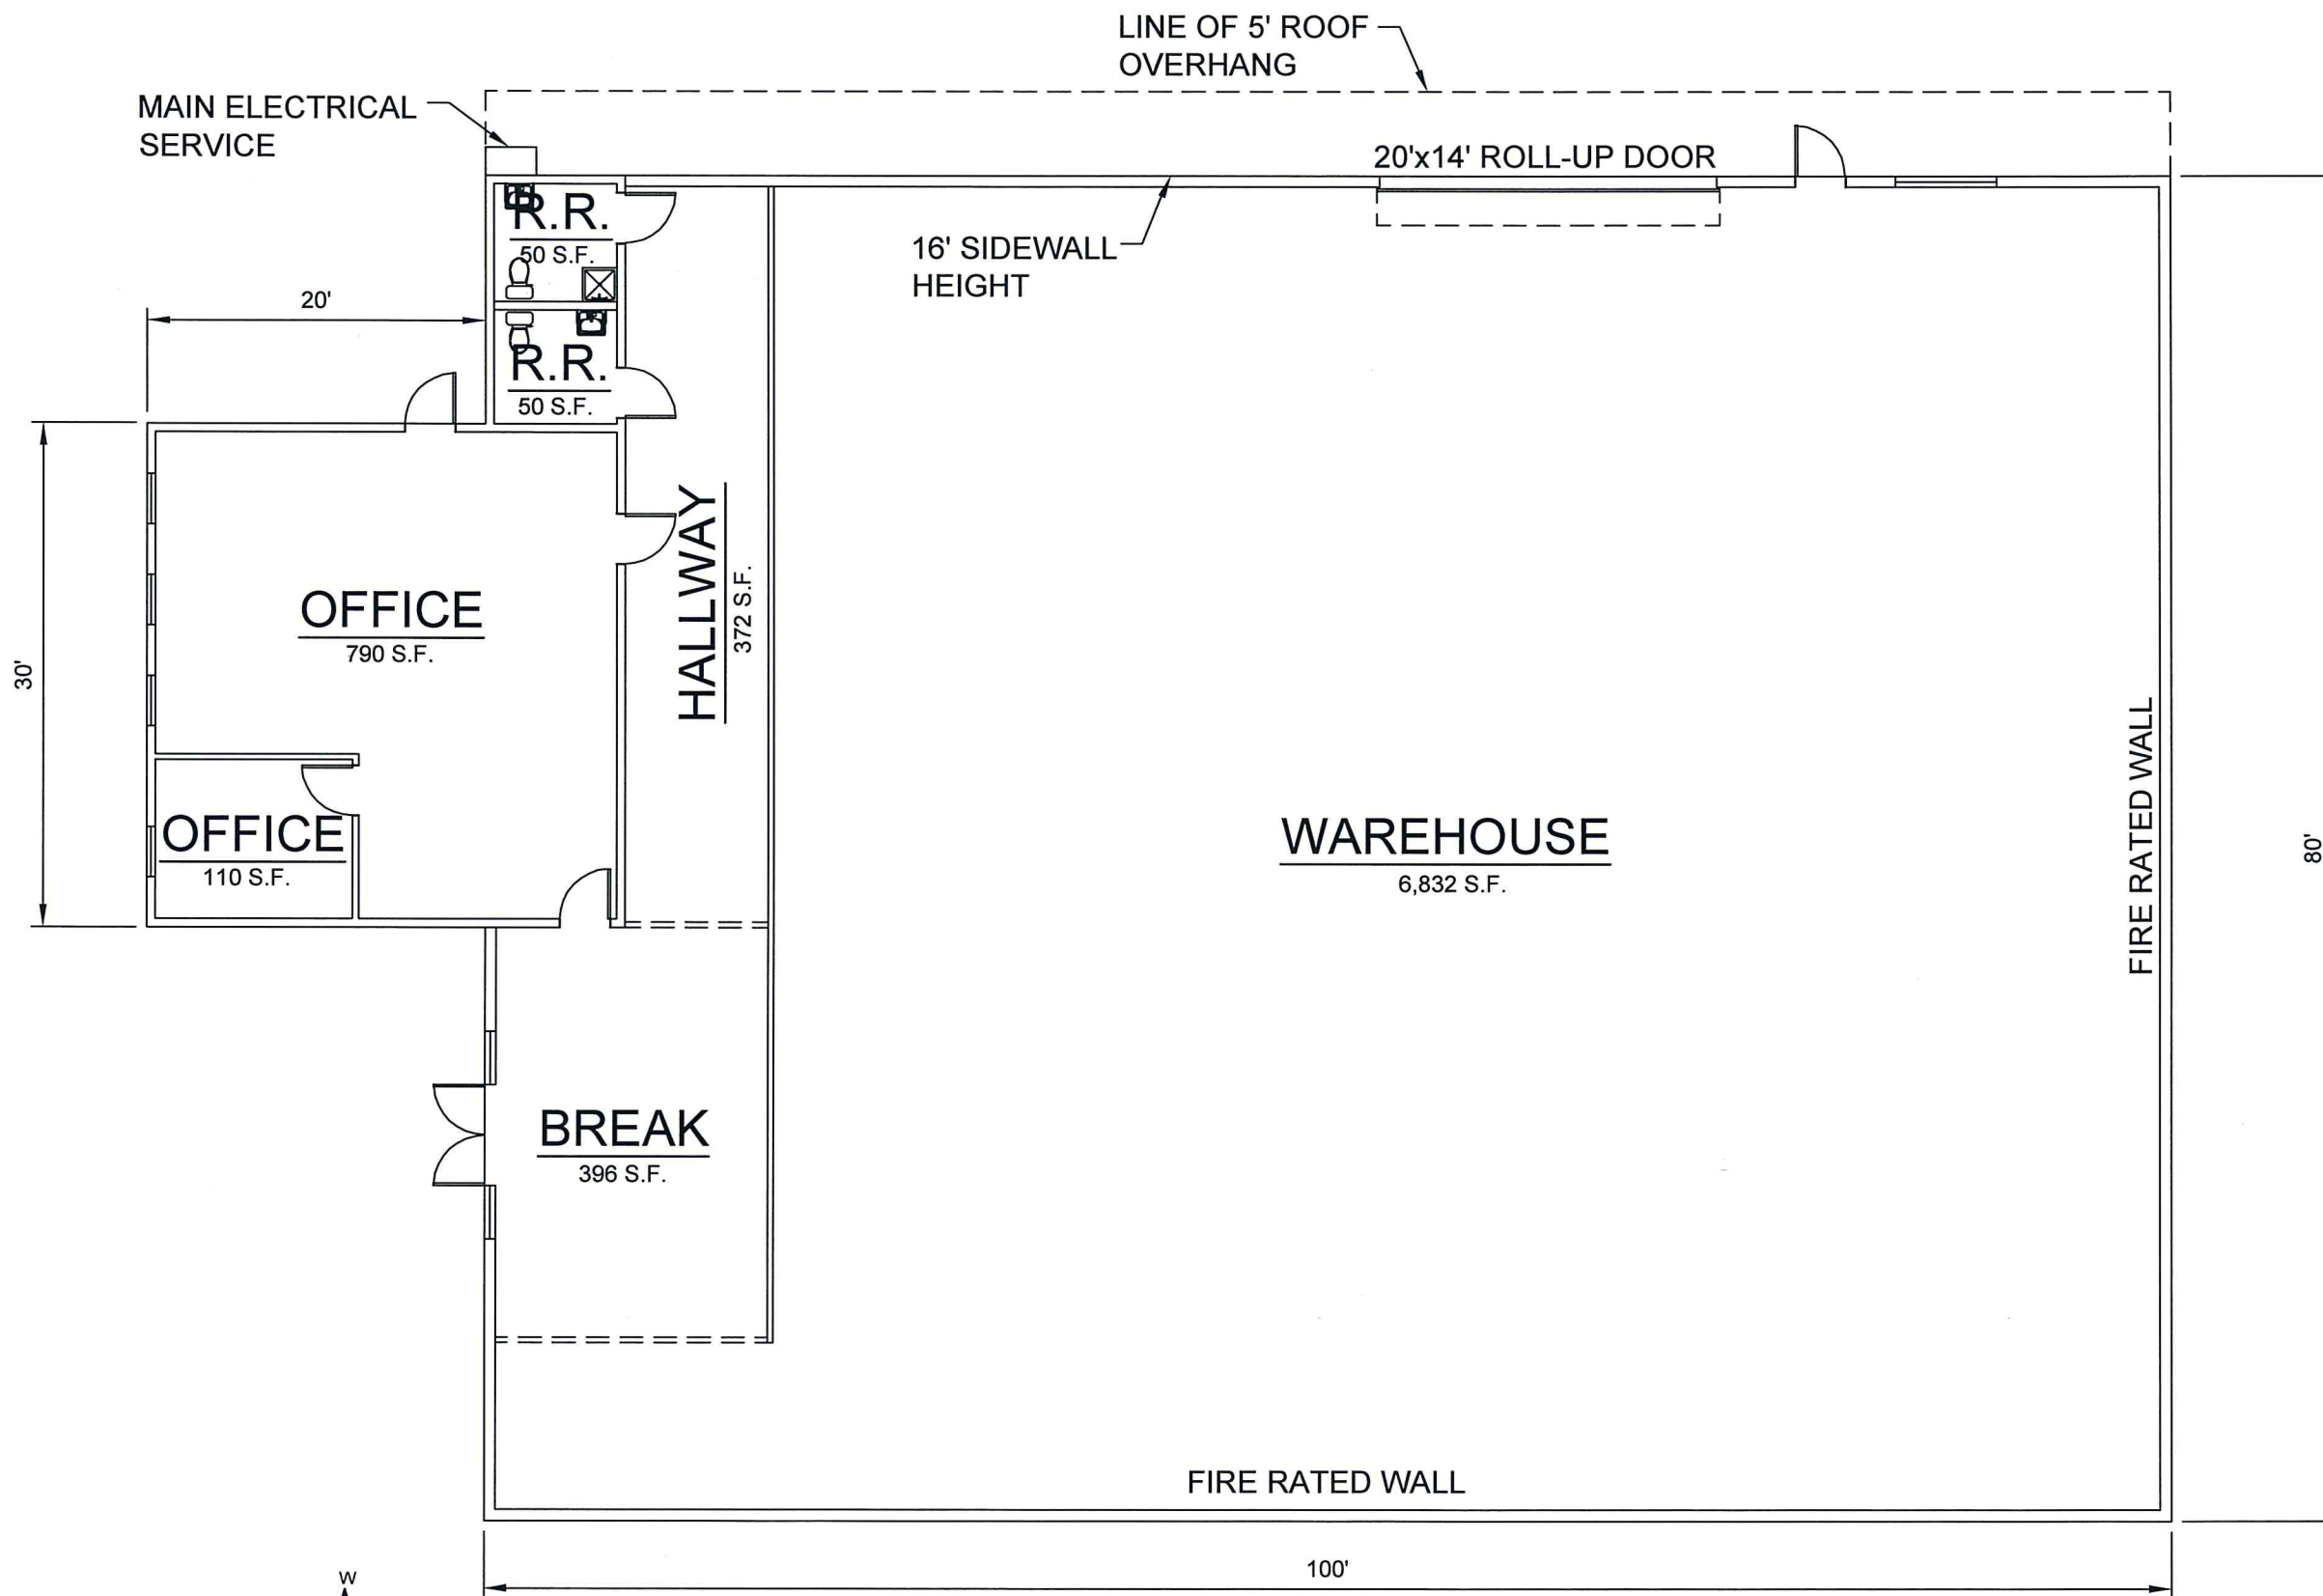 LINE OF 5' ROOF
OVERHANG
MAIN ELECTRICAL
SERVICE
20'x14' ROLL-UP DOOR
R.R.
50 S.F.
16' SIDEWALL
HEIGHT
20'
R.R.
50 S.F.
HALLWAY
372 S.F.
OFFICE
790 S.F.
30'
FIRE RATED WALL
80'
WAREHOUSE
6,832 S.F.
OFFICE
110 S.F.
BREAK
396 S.F.
FIRE RATED WALL
100'
W